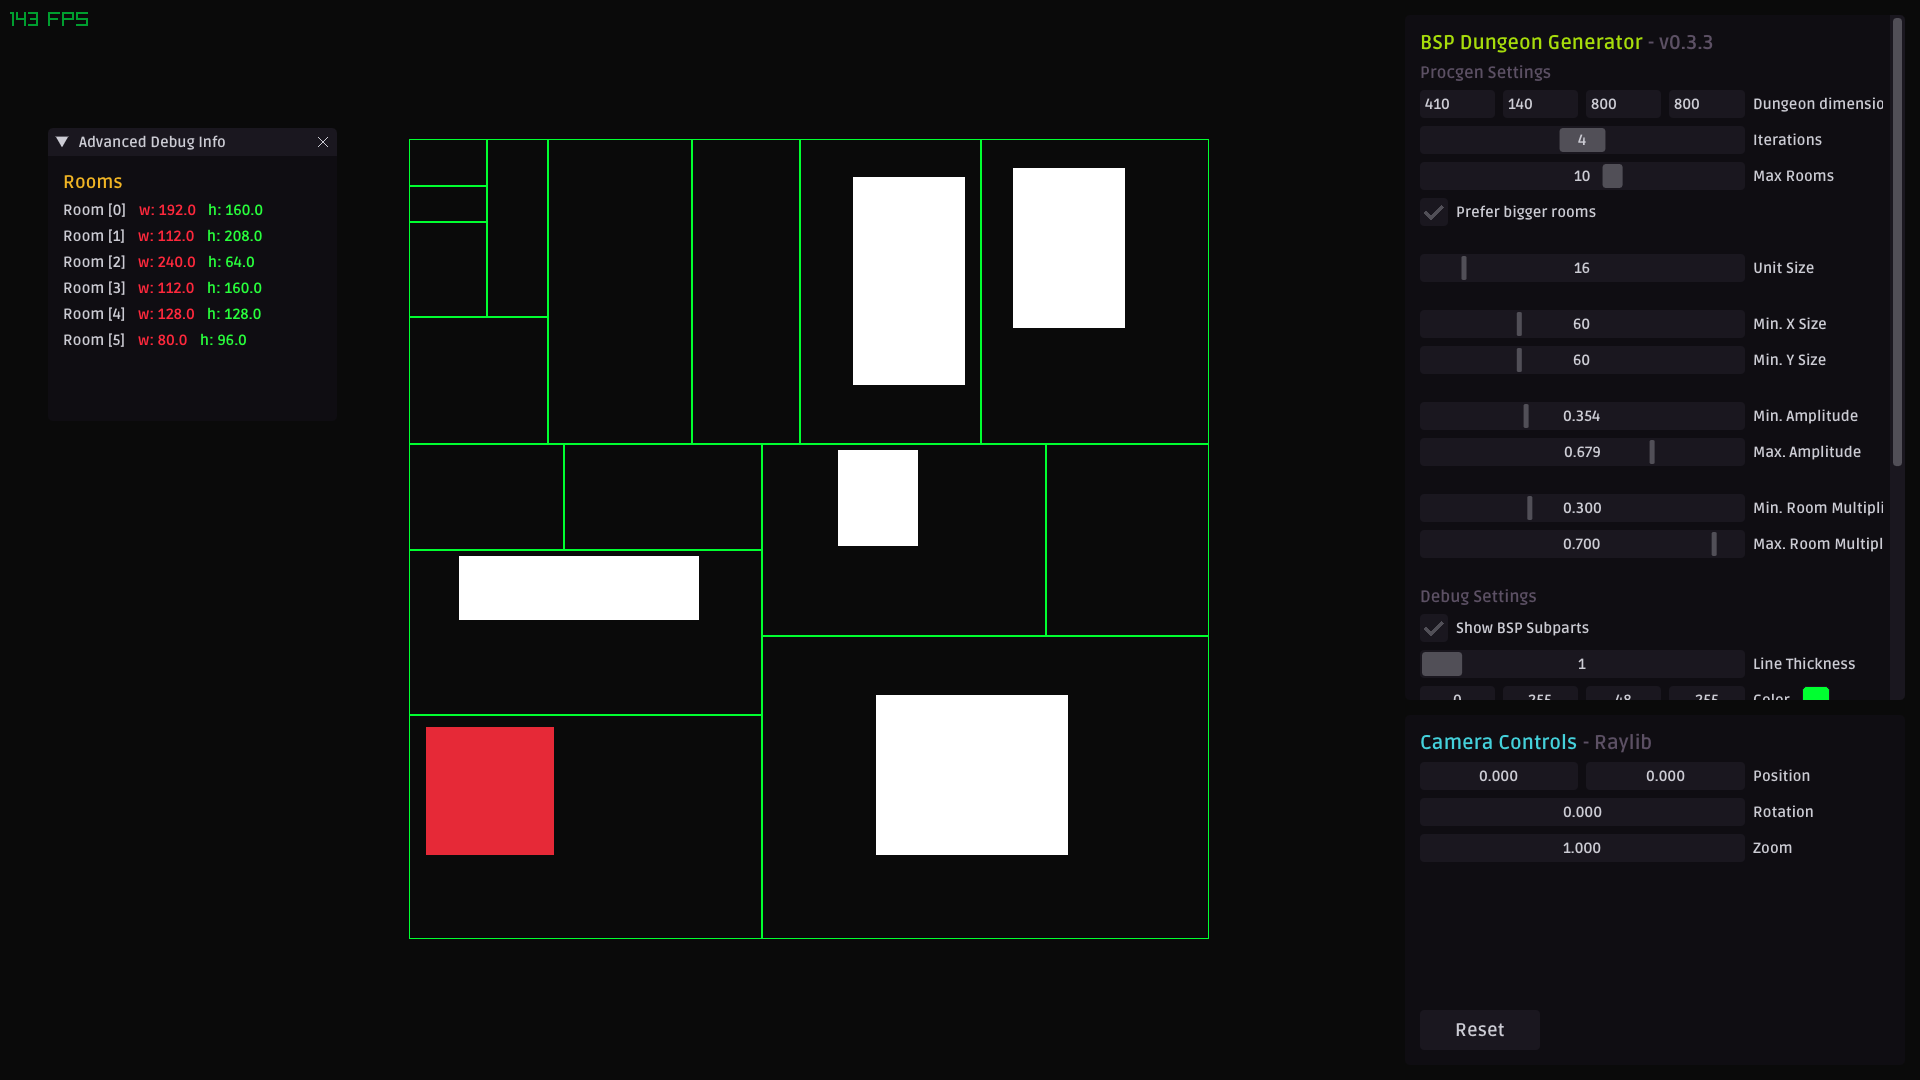 143 FPS
Advanced Debug Info
Rooms
Room [0] w: 192.0 h: 160.0
Room [1] w: 112.0 h: 208.0
Room [2] w: 240.0 h: 64.0
Room [3] w: 112.0 h: 160.0
Room [4] w: 128.0 h: 128.0
Room [5] w: 80.0 h: 96.0
BSP Dungeon Generator - v0.3.3
Procgen Settings
410 140 800 800 Dungeon dimensio
4 Iterations
10 Max Rooms
Prefer bigger rooms
16 Unit Size
60 Min. X Size
60 Min. Y Size
0.354 Min. Amplitude
0.679 Max. Amplitude
0.300 Min. Room Multipli
0.700 Max. Room Multipl
Debug Settings
Show BSP Subparts
1 Line Thickness
0 255 48 255 Color
Camera Controls - Raylib
0.000 0.000 Position
0.000 Rotation
1.000 Zoom
Reset